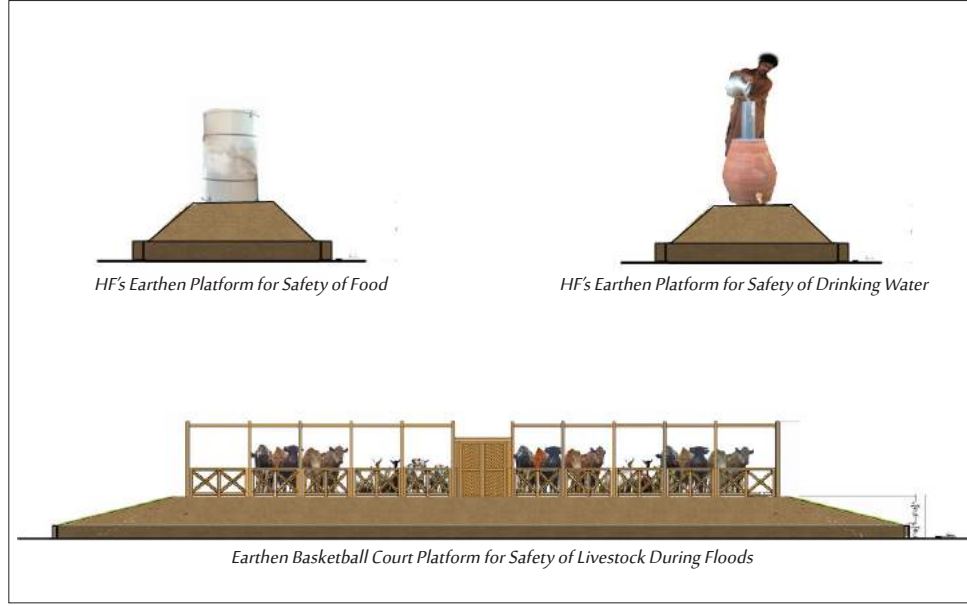 HF's Earthen Platform for Safety of Food
HF's Earthen Platform for Safety of Drinking Water
Earthen Basketball Court Platform for Safety of Livestock During Floods